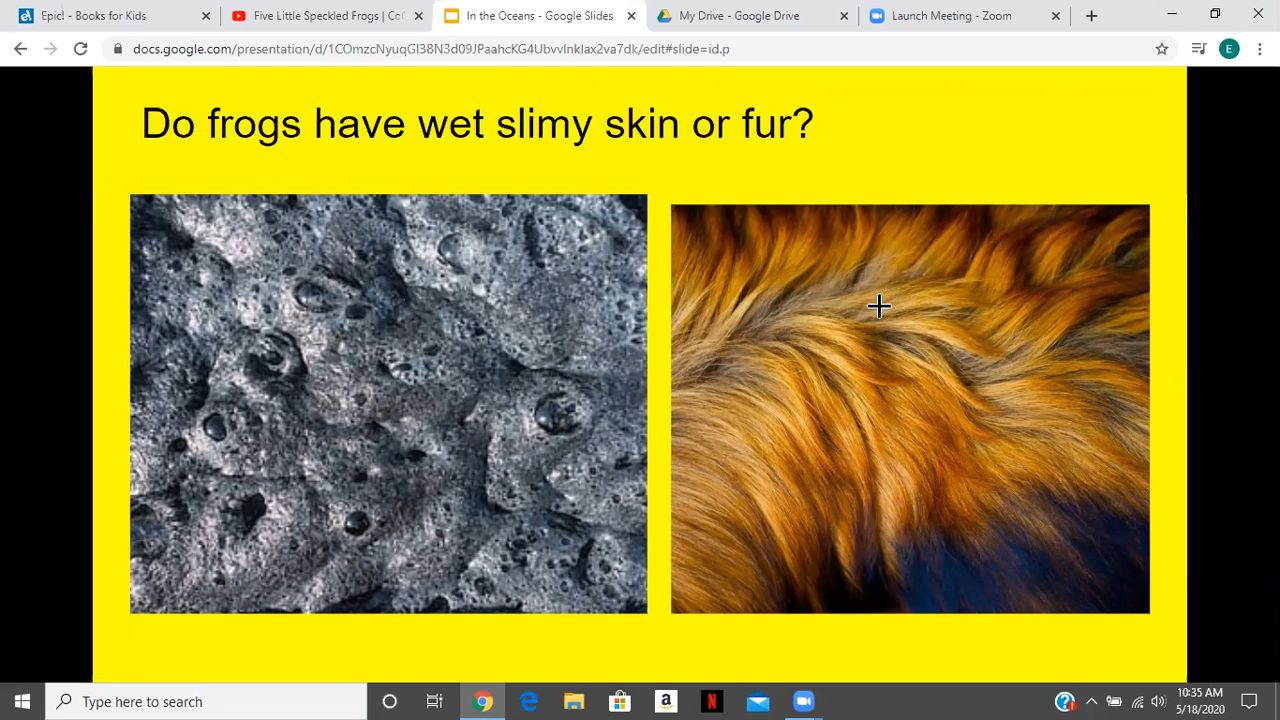 Epic! - Books for Kids
Five Little Speckled Frogs | CoC
In the Oceans - Google Slides
My Drive - Google Drive
Launch Meeting - Zoom
docs.google.com/presentation/d/1COmzcNyuqGI38N3d09JPaahcKG4UbvvInklax2va7dk/edit#slide=id.p
E
Do frogs have wet slimy skin or fur?
Type here to search
10:35 AM
5/18/2020